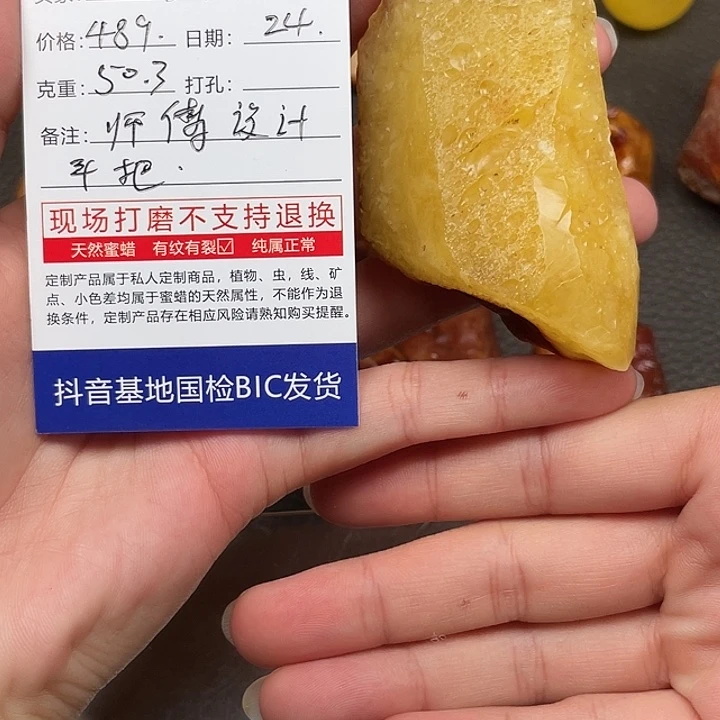 价格:489. 日期: 24.
克重:50.3 打孔:
备注:师傅设计
手把.
现场打磨不支持退换
天然蜜蜡 有纹有裂☑ 纯属正常
定制产品属于私人定制商品，植物、虫，线、矿
点、小色差均属于蜜蜡的天然属性，不能作为退
换条件，定制产品存在相应风险请熟知购买提醒。
抖音基地国检BIC发货